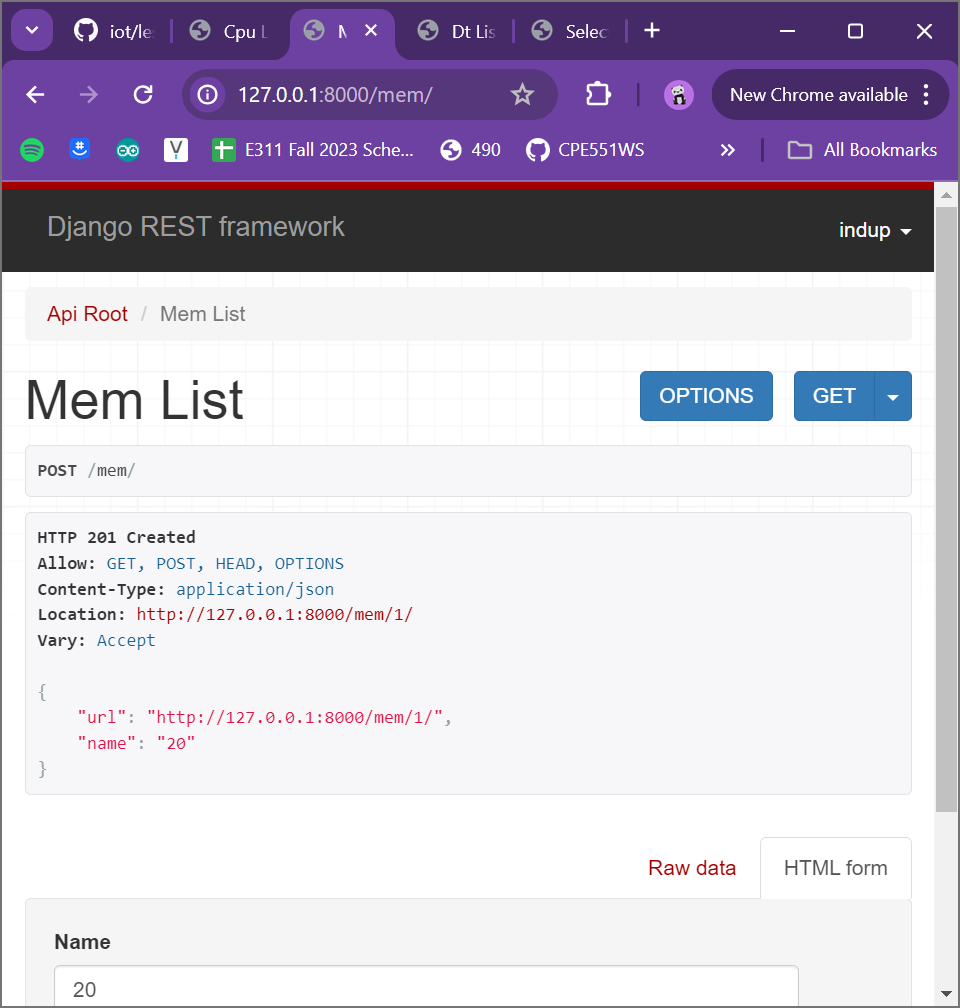 iot/le
Cpu L
M
Dt Lis
Selec
127.0.0.1:8000/mem/
New Chrome available
E311 Fall 2023 Sche...
490
CPE551WS
All Bookmarks
Django REST framework
indup
Api Root / Mem List
Mem List
OPTIONS
GET
POST /mem/
HTTP 201 Created
Allow: GET, POST, HEAD, OPTIONS
Content-Type: application/json
Location: http://127.0.0.1:8000/mem/1/
Vary: Accept
{
"url": "http://127.0.0.1:8000/mem/1/",
"name": "20"
}
Raw data
HTML form
Name
20